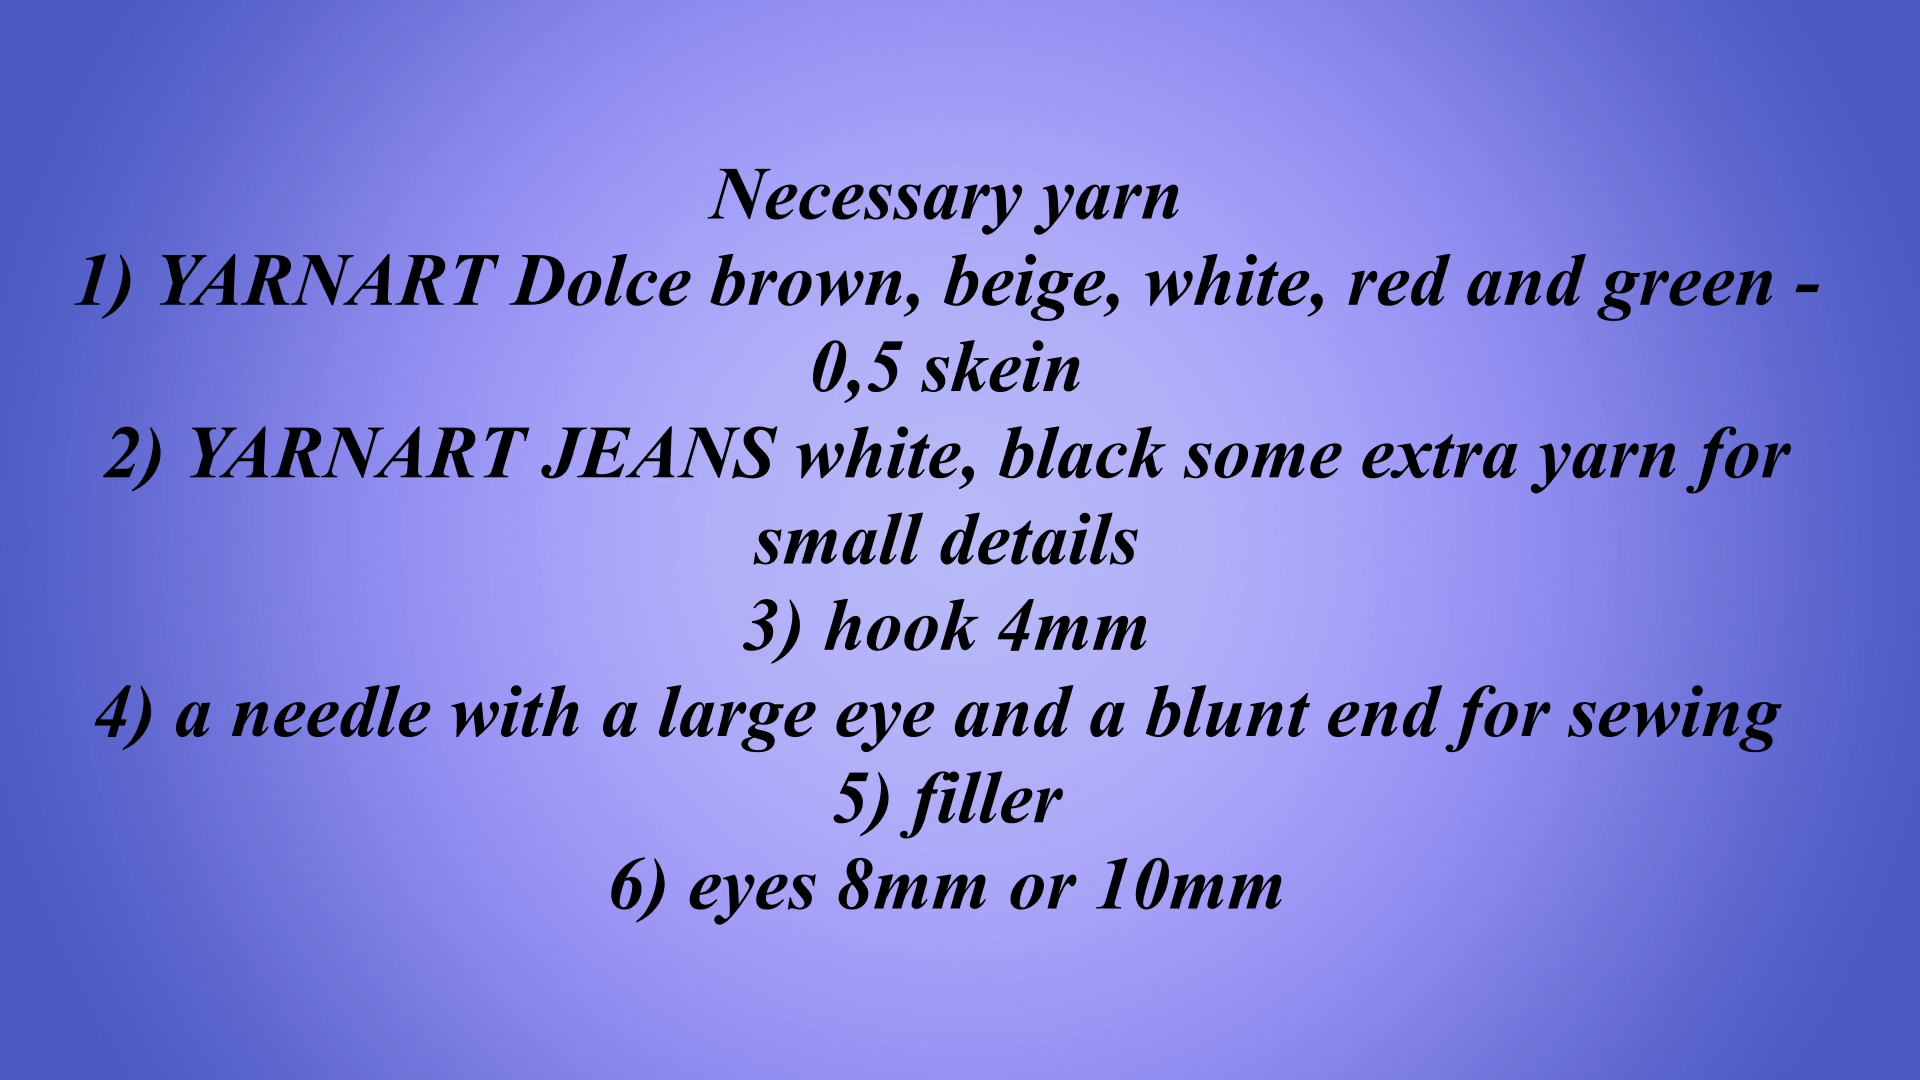 Necessary yarn
1) YARNART Dolce brown, beige, white, red and green -
0,5 skein
2) YARNART JEANS white, black some extra yarn for
small details
3) hook 4mm
4) a needle with a large eye and a blunt end for sewing
5) filler
6) eyes 8mm or 10mm